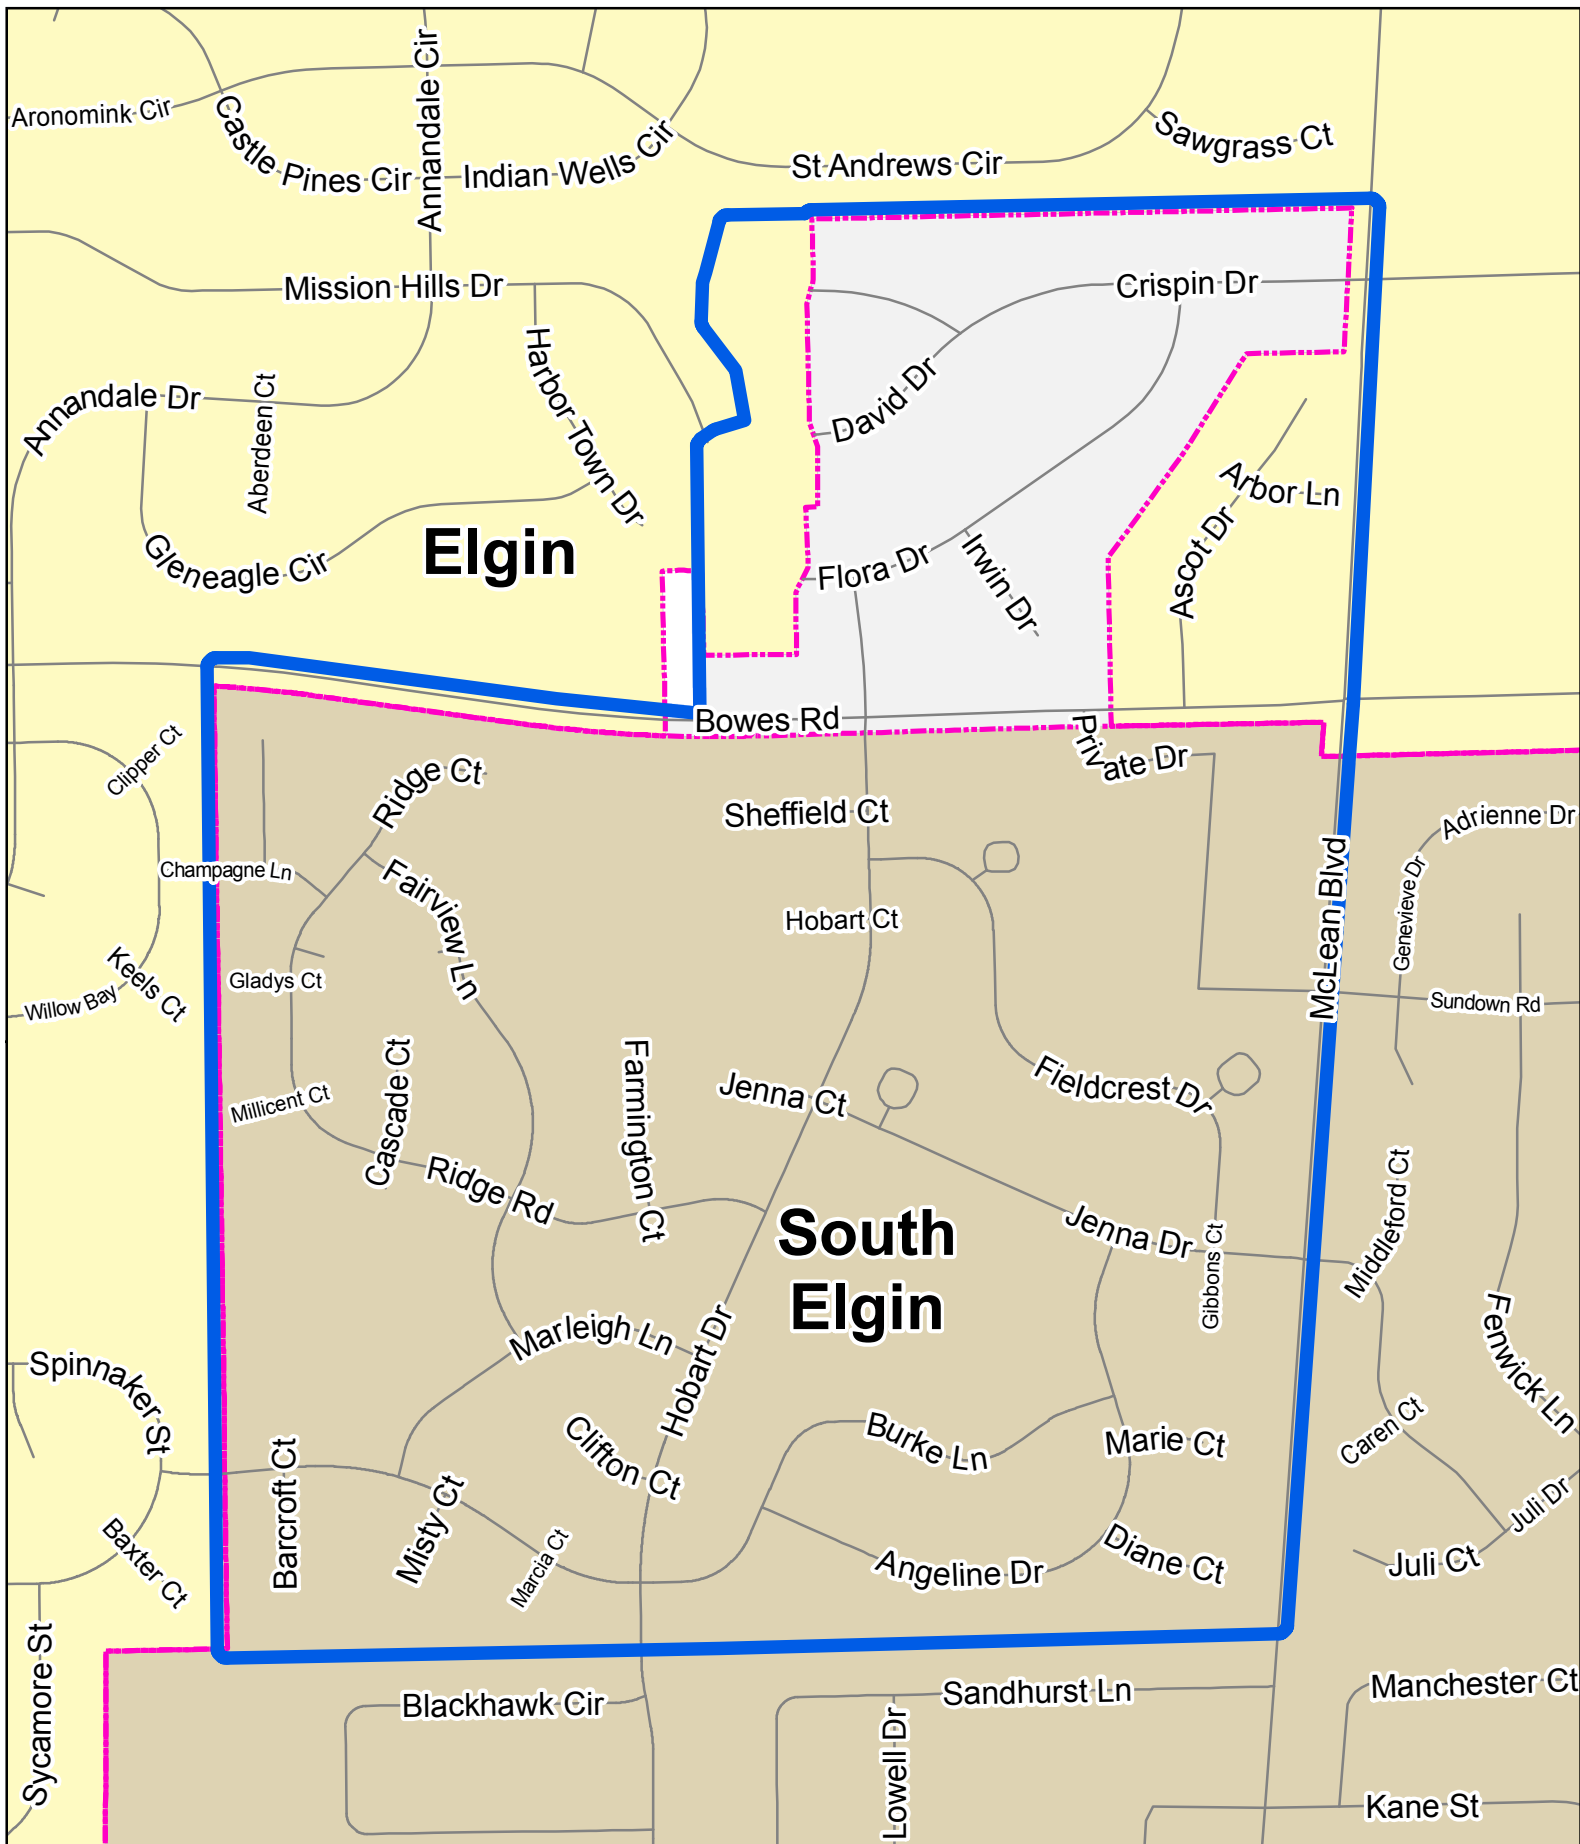 Aronomink Cir
Castle Pines Cir
Annandale Cir
Indian Wells Cir
St Andrews Cir
Sawgrass Ct
Mission Hills Dr
Crispin Dr
Annandale Dr
Aberdeen Ct
Harbor Town Dr
David Dr
Arbor Ln
Gleneagle Cir
Elgin
Flora Dr
Irwin Dr
Ascot Dr
Bowes Rd
Private Dr
Clipper Ct
Ridge Ct
Sheffield Ct
Adrienne Dr
Champagne Ln
Fairview Ln
Hobart Ct
McLean Blvd
Genevieve Dr
Keels Ct
Willow Bay
Gladys Ct
Sundown Rd
Millicent Ct
Cascade Ct
Farmington Ct
Jenna Ct
Fieldcrest Dr
Ridge Rd
South
Elgin
Jenna Dr
Gibbons Ct
Middleford Ct
Fenwick Ln
Marleigh Ln
Hobart Dr
Spinnaker St
Clifton Ct
Burke Ln
Marie Ct
Caren Ct
Barcroft Ct
Misty Ct
Marcia Ct
Juli Dr
Baxter Ct
Angeline Dr
Diane Ct
Juli Ct
Sycamore St
Blackhawk Cir
Sandhurst Ln
Manchester Ct
Lowell Dr
Kane St